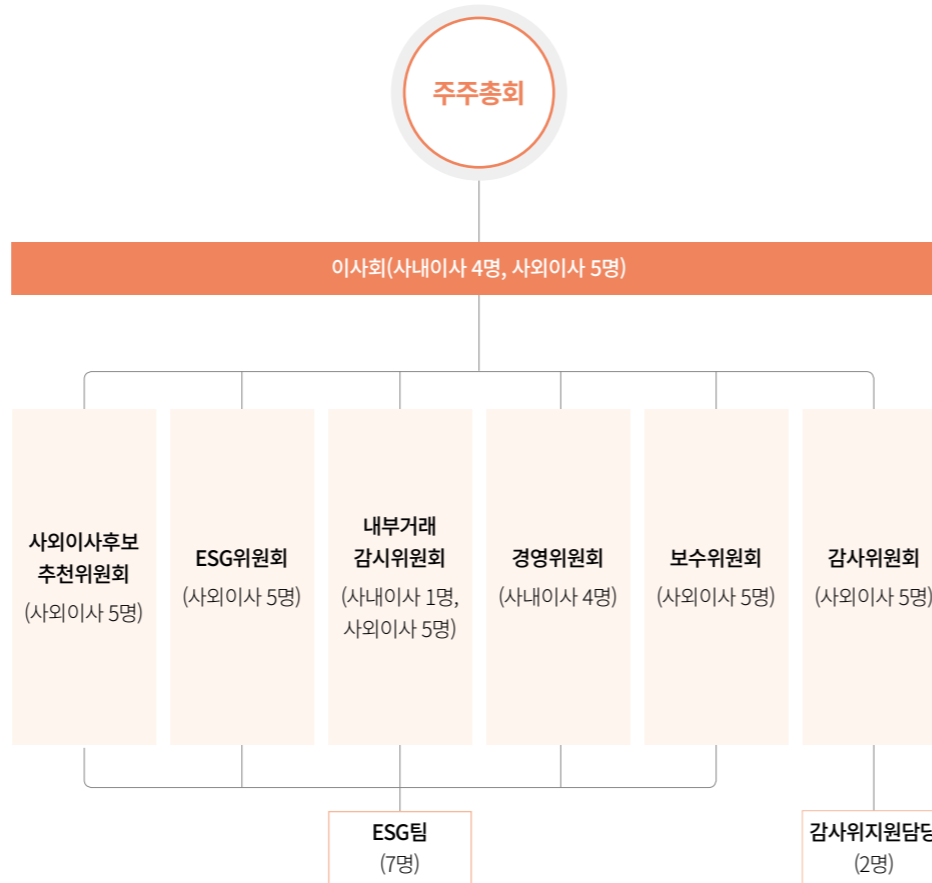 주주총회
이사회(사내이사 4명, 사외이사 5명)
사외이사후보
추천위원회
(사외이사 5명)
ESG위원회
(사외이사 5명)
내부거래
감시위원회
(사내이사 1명,
사외이사 5명)
경영위원회
(사내이사 4명)
보수위원회
(사외이사 5명)
감사위원회
(사외이사 5명)
ESG팀
(7명)
감사위지원담당
(2명)